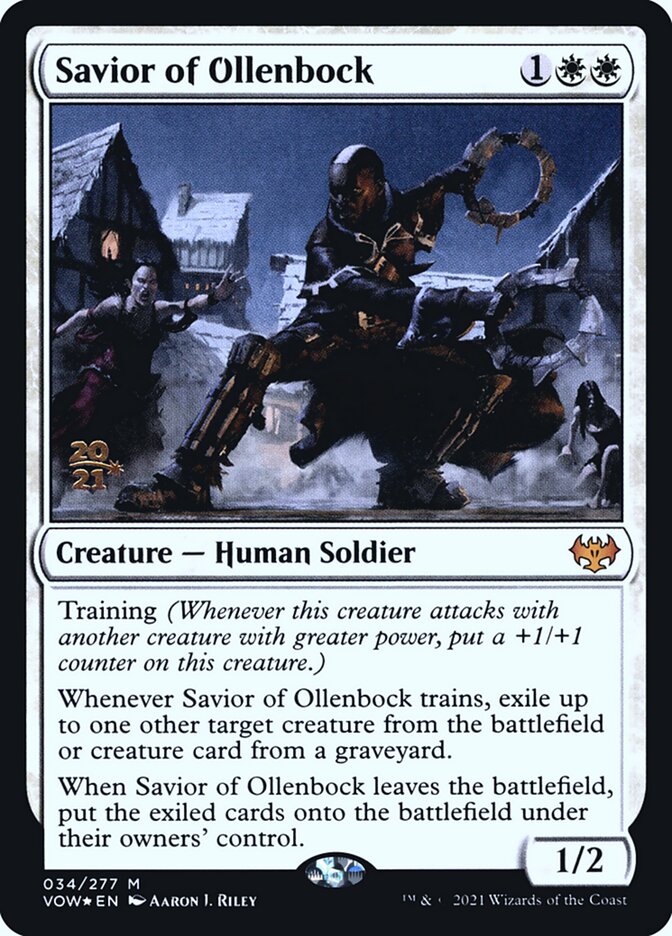 Savior of Ollenbock 1
20
21
Creature — Human Soldier
Training (Whenever this creature attacks with
another creature with greater power, put a +1/+1
counter on this creature.)
Whenever Savior of Ollenbock trains, exile up
to one other target creature from the battlefield
or creature card from a graveyard.
When Savior of Ollenbock leaves the battlefield,
put the exiled cards onto the battlefield under
their owners’ control.
1/2
034/277 M
VOW★EN Aaron J. Riley
™ & © 2021 Wizards of the Coast